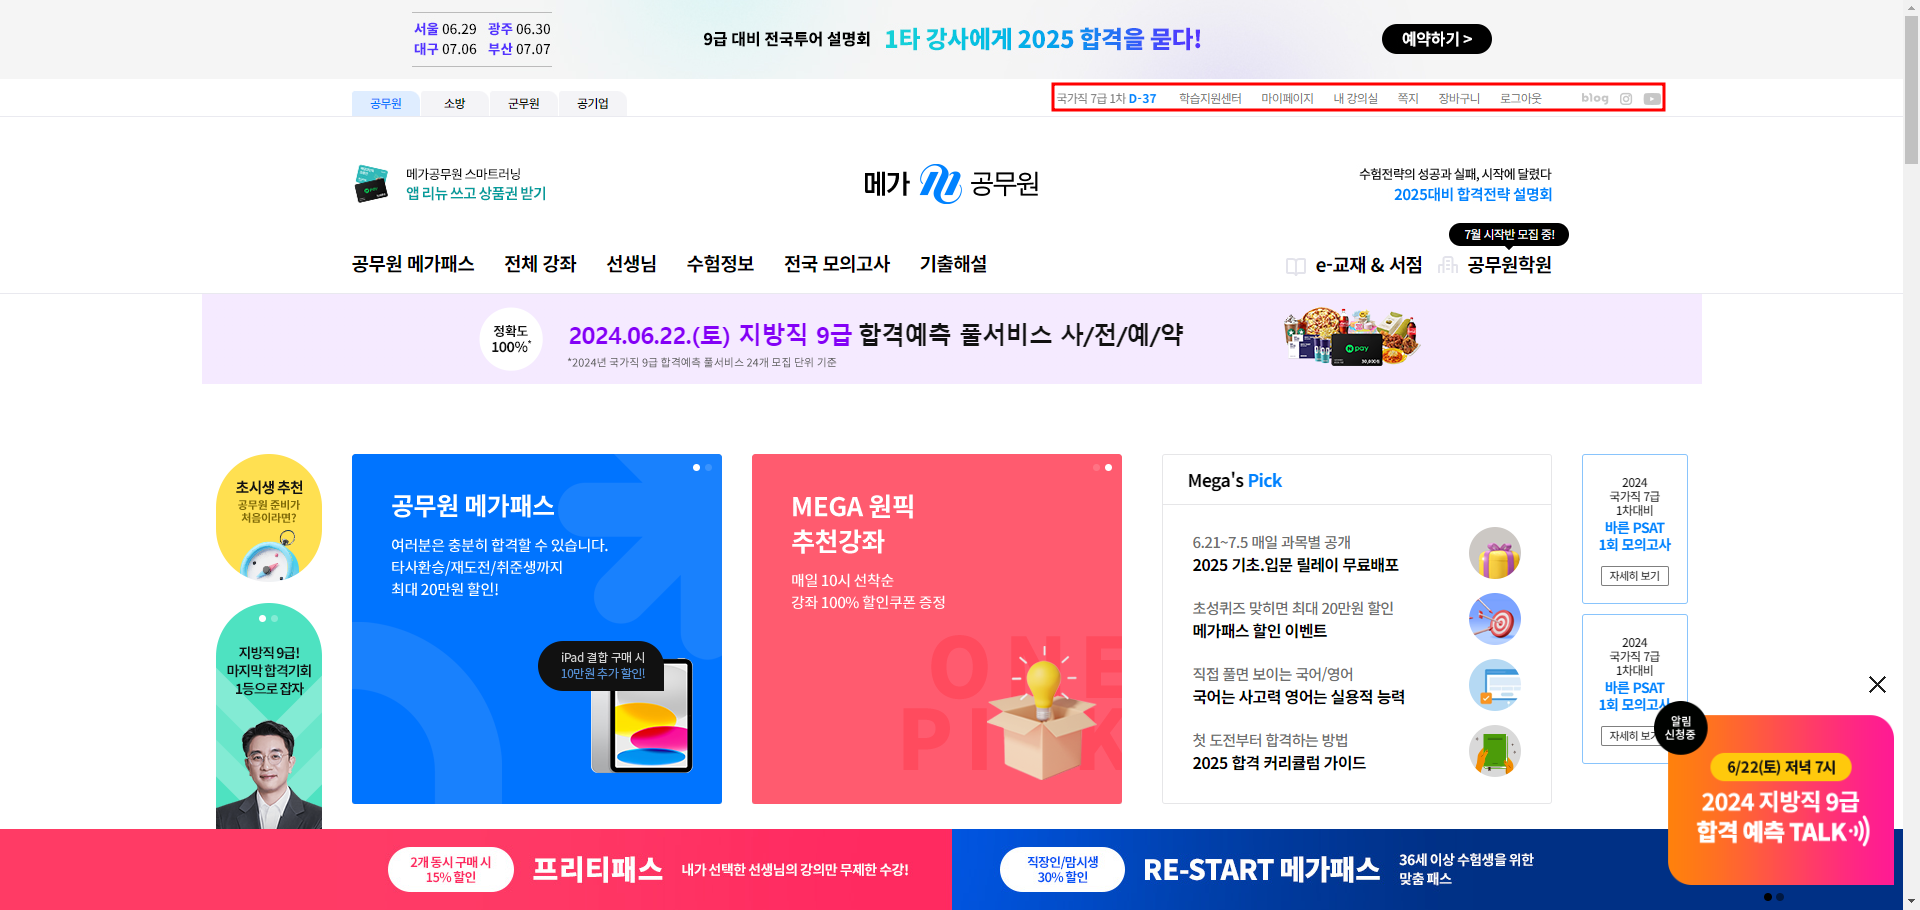 서울 06.29 광주 06.30
대구 07.06 부산 07.07
9급 대비 전국투어 설명회 1타 강사에게 2025 합격을 묻다!
예약하기 >
공무원 소방 군무원 공기업
국가직 7급 1차 D-37 학습지원센터 마이페이지 내 강의실 쪽지 장바구니 로그아웃 blog
메가공무원 스마트러닝
앱 리뉴 쓰고 상품권 받기
메가 공무원
수험전략의 성공과 실패, 시작에 달렸다
2025대비 합격전략 설명회
7월 시작반 모집 중!
공무원 메가패스 전체 강좌 선생님 수험정보 전국 모의고사 기출해설
e-교재 & 서점 공무원학원
정확도
100%*
2024.06.22.(토) 지방직 9급 합격예측 풀서비스 사/전/예/약
*2024년 국가직 9급 합격예측 풀서비스 24개 모집 단위 기준
N pay
초시생 추천
공무원 준비가
처음이라면?
지방직 9급!
마지막 합격기회
1등으로 잡자
공무원 메가패스
여러분은 충분히 합격할 수 있습니다.
타사환승/재도전/취준생까지
최대 20만원 할인!
iPad 결합 구매 시
10만원 추가 할인!
MEGA 원픽
추천강좌
매일 10시 선착순
강좌 100% 할인쿠폰 증정
ONE
PICK
Mega's Pick
6.21~7.5 매일 과목별 공개
2025 기초.입문 릴레이 무료배포
초성퀴즈 맞히면 최대 20만원 할인
메가패스 할인 이벤트
직접 풀면 보이는 국어/영어
국어는 사고력 영어는 실용적 능력
첫 도전부터 합격하는 방법
2025 합격 커리큘럼 가이드
2024
국가직 7급
1차대비
바른 PSAT
1회 모의고사
자세히 보기
2024
국가직 7급
1차대비
바른 PSAT
1회 모의고사
자세히 보기
알림
신청중
6/22(토) 저녁 7시
2024 지방직 9급
합격 예측 TALK
2개 동시 구매 시
15% 할인
프리티패스 내가 선택한 선생님의 강의만 무제한 수강!
직장인/맘시생
30% 할인
RE-START 메가패스
36세 이상 수험생을 위한
맞춤 패스